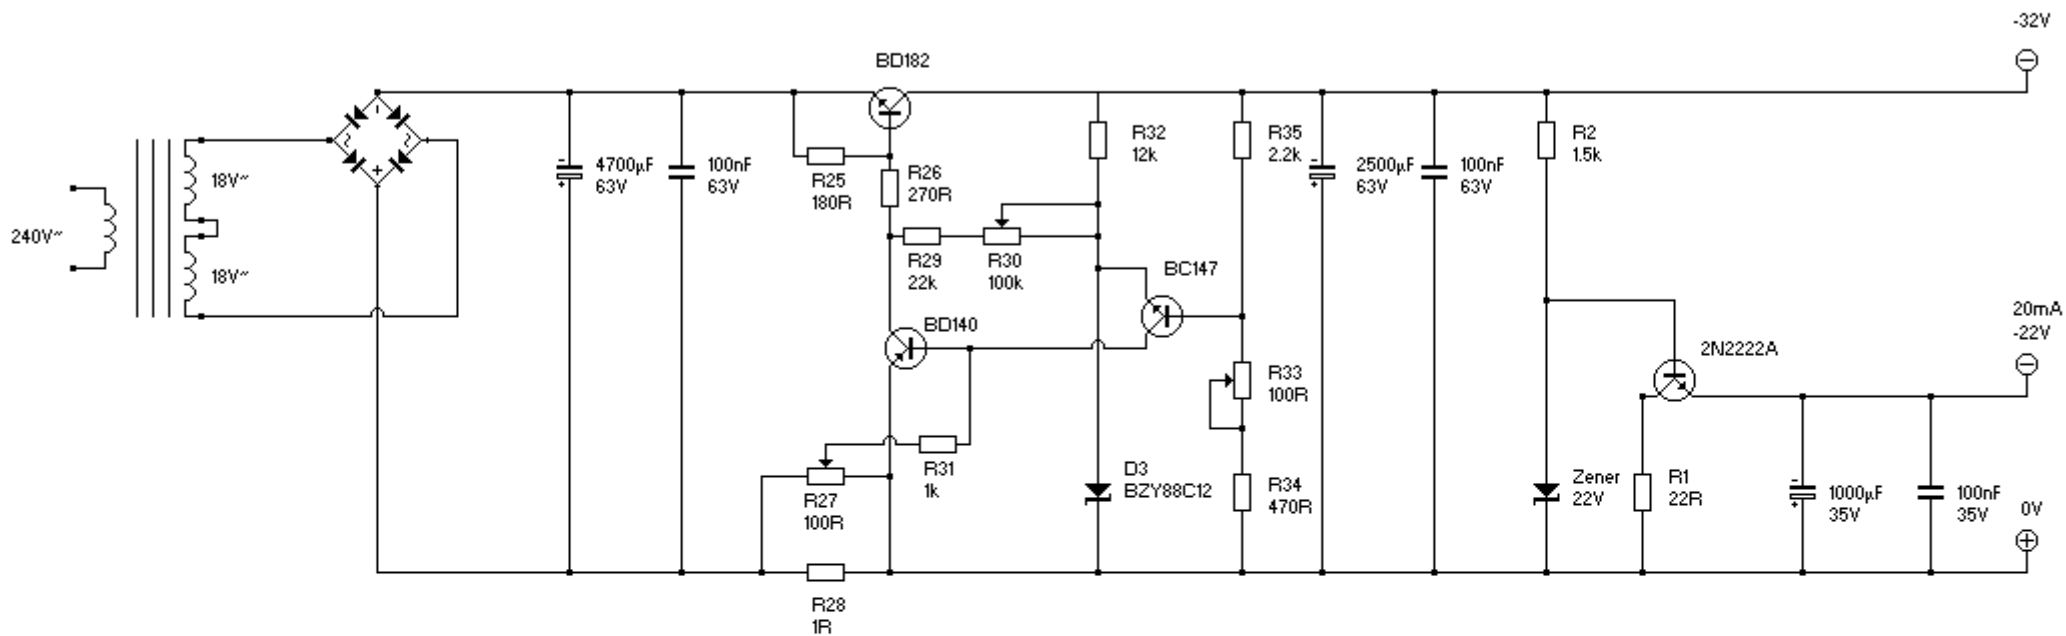 -32V
BD182
R32
12k
R35
2.2k
R2
1.5k
4700µF
63V
100nF
63V
2500µF
63V
100nF
63V
18V~
R25
180R
R26
270R
240V~
R29
22k
R30
100k
BC147
18V~
20mA
-22V
BD140
2N2222A
R33
100R
R31
1k
D3
BZY88C12
R27
100R
R34
470R
Zener
22V
R1
22R
1000µF
35V
100nF
35V
0V
R28
1R